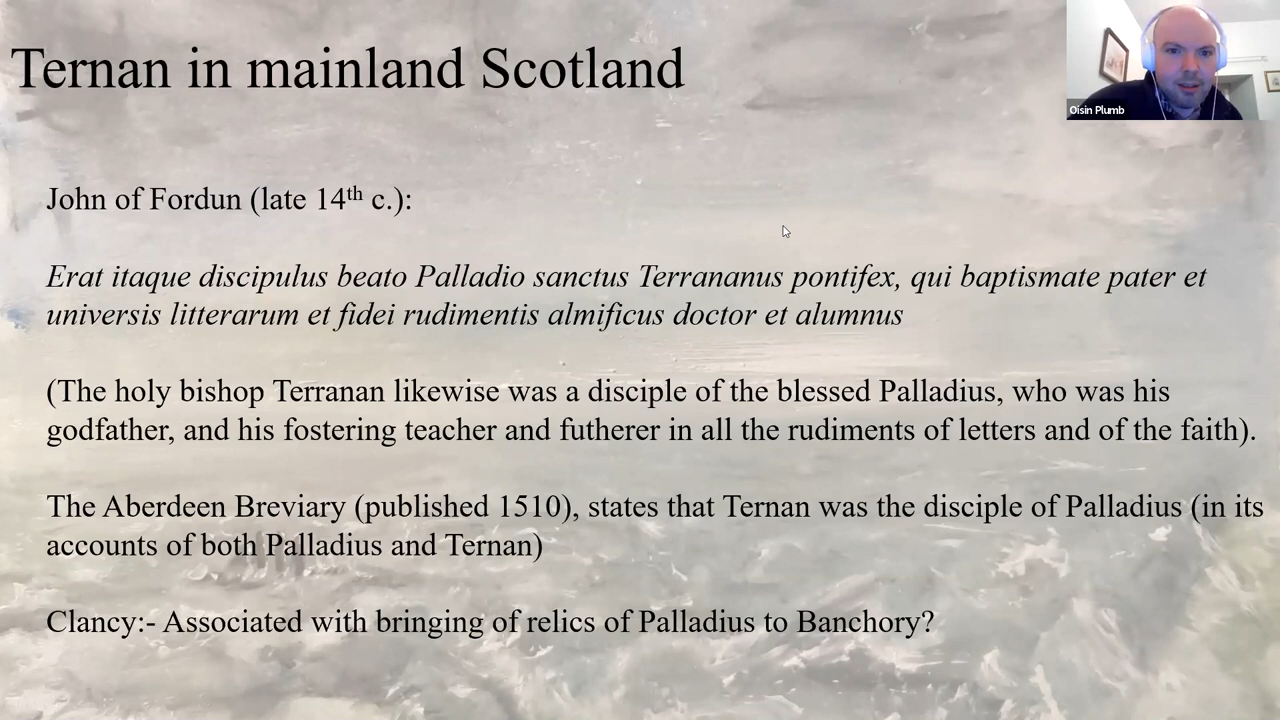 Ternan in mainland Scotland
Oisin Plumb
John of Fordun (late 14th c.):
Erat itaque discipulus beato Palladio sanctus Terrananus pontifex, qui baptismate pater et
universis litterarum et fidei rudimentis almificus doctor et alumnus
(The holy bishop Terranan likewise was a disciple of the blessed Palladius, who was his
godfather, and his fostering teacher and futherer in all the rudiments of letters and of the faith).
The Aberdeen Breviary (published 1510), states that Ternan was the disciple of Palladius (in its
accounts of both Palladius and Ternan)
Clancy:- Associated with bringing of relics of Palladius to Banchory?